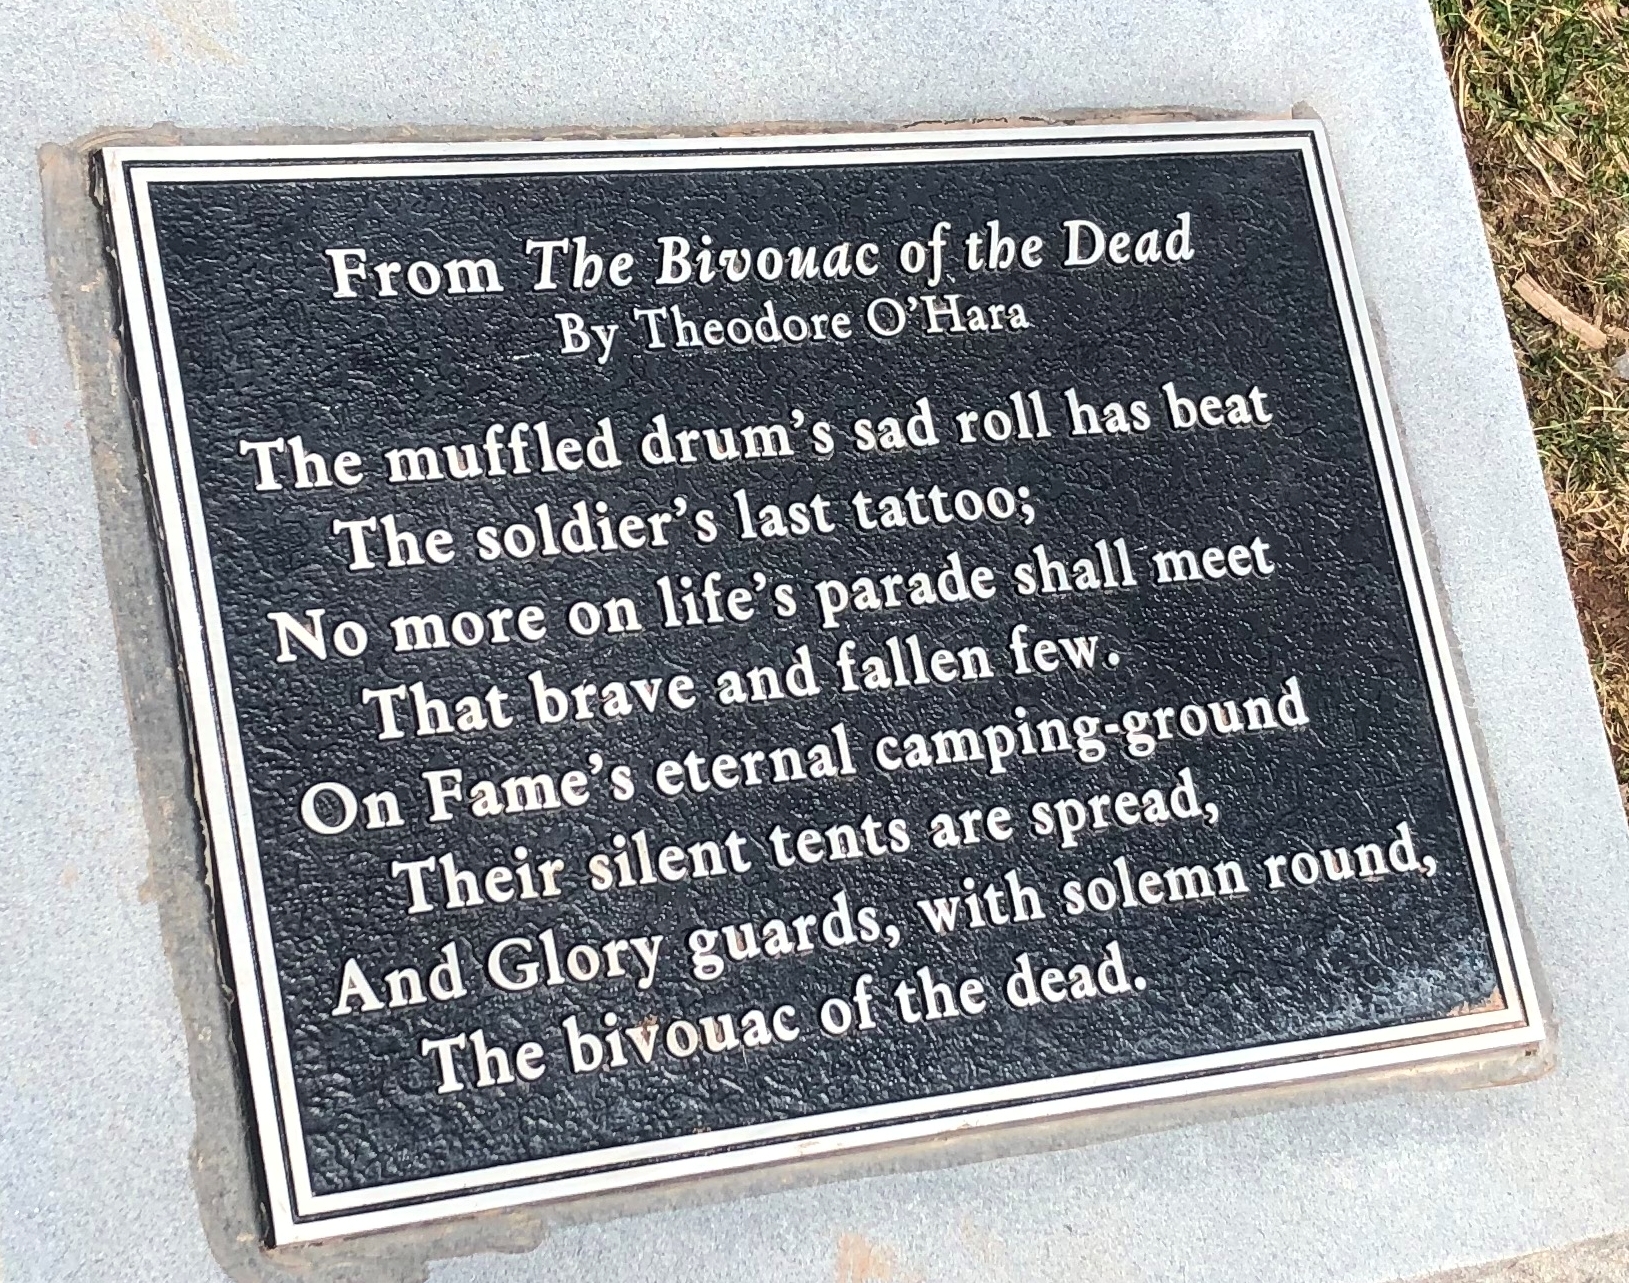 From The Bivouac of the Dead
By Theodore O'Hara
The muffled drum's sad roll has beat
The soldier's last tattoo;
No more on life's parade shall meet
That brave and fallen few.
On Fame's eternal camping-ground
Their silent tents are spread,
And Glory guards, with solemn round,
The bivouac of the dead.